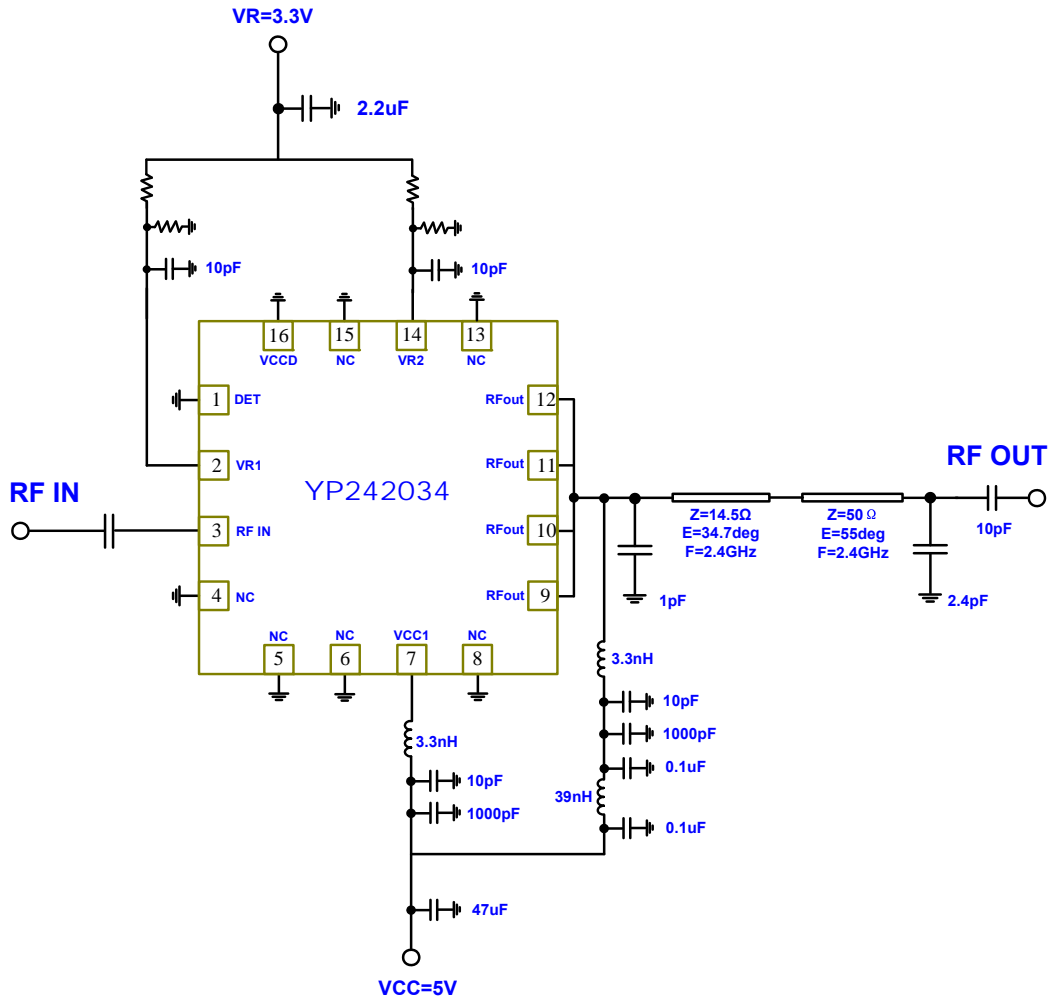 VR=3.3V
2.2uF
10pF
10pF
16
15
14
13
VCCD
NC
VR2
NC
1
DET
RFout
12
2
VR1
RFout
11
RF OUT
RF IN
YP242034
3
RF IN
RFout
10
Z=14.5Ω
E=34.7deg
F=2.4GHz
Z=50Ω
E=55deg
F=2.4GHz
10pF
4
NC
RFout
9
1pF
2.4pF
NC
NC
VCC1
NC
5
6
7
8
3.3nH
10pF
1000pF
0.1uF
39nH
0.1uF
3.3nH
10pF
1000pF
47uF
VCC=5V